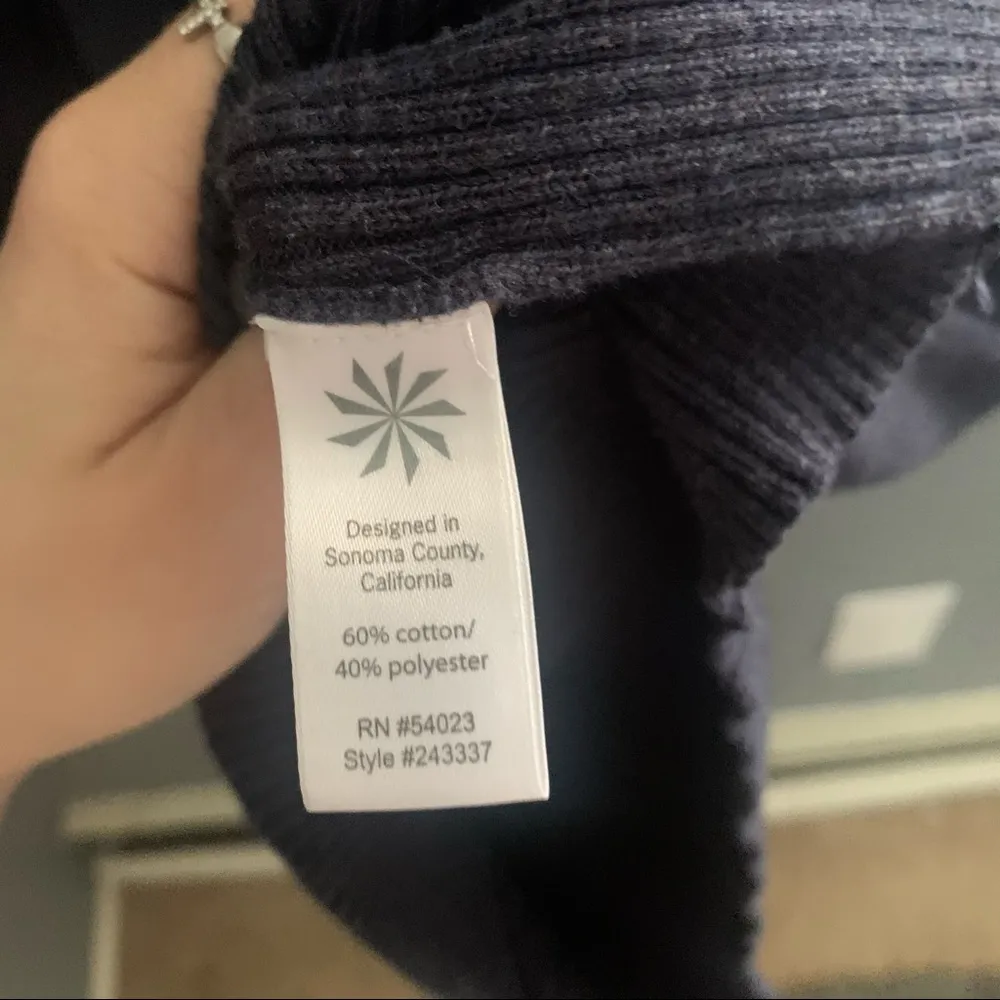 Designed in
Sonoma County,
California
60% cotton/
40% polyester
RN #54023
Style #243337